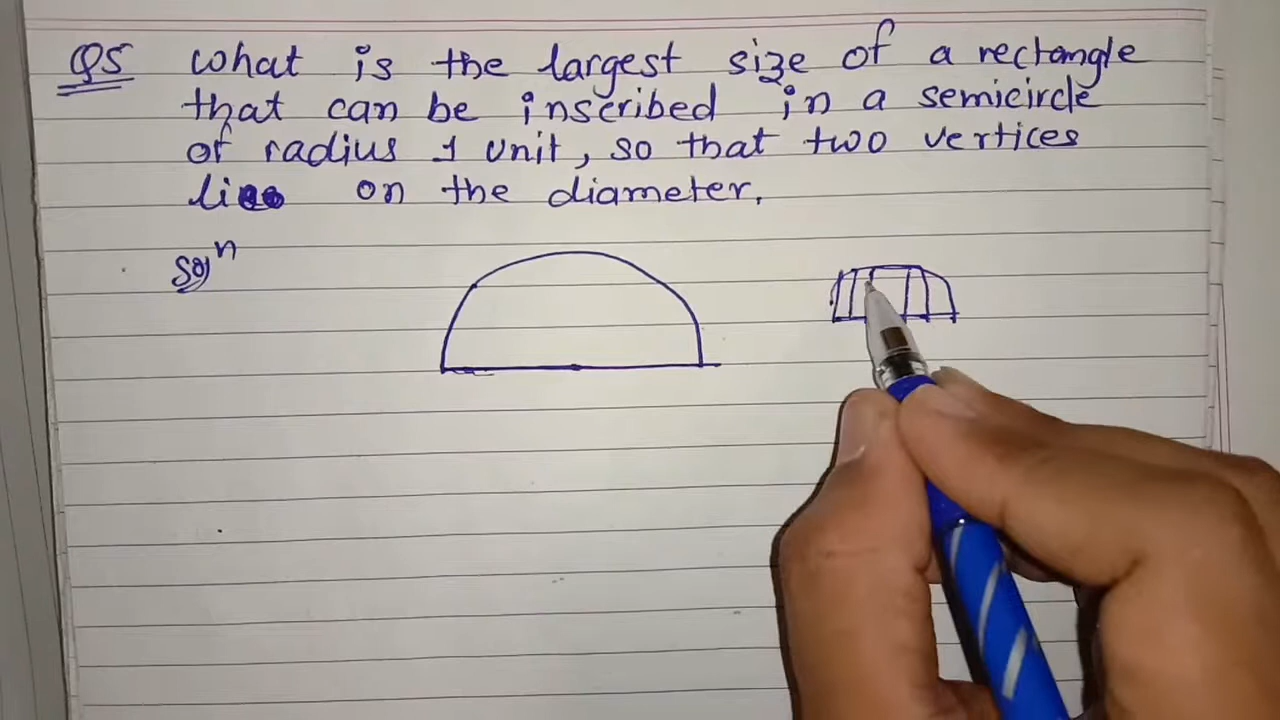 Q5 What is the largest size of a rectangle
that can be inscribed in a semicircle
of radius 1 unit, so that two vertices
lie on the diameter.
Solⁿ